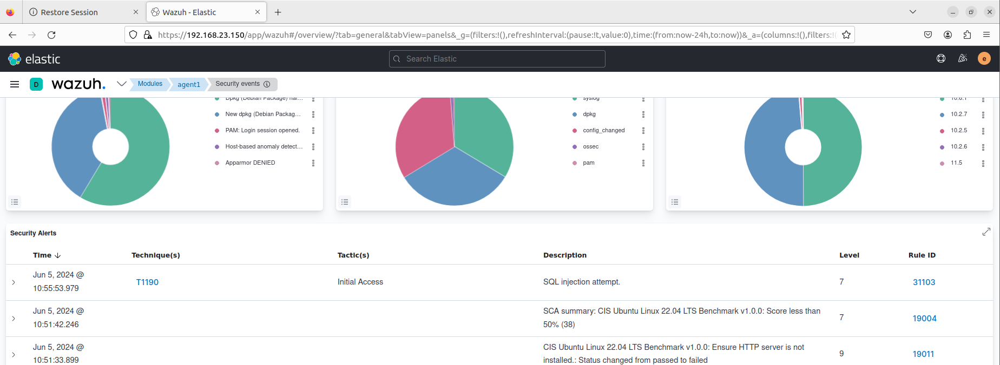 Restore Session
Wazuh - Elastic
https://192.168.23.150/app/wazuh#/overview/?tab=general&tabView=panels&_g=(filters:!(),refreshInterval:(pause:!t,value:0),time:(from:now-24h,to:now))&_a=(columns:!(),filters:!(
elastic
Search Elastic
e
D
wazuh.
Modules
agent1
Security events
Dpkg (Debian Package) hal...
New dpkg (Debian Packag...
PAM: Login session opened.
Host-based anomaly detect...
Apparmor DENIED
syslog
dpkg
config_changed
ossec
pam
10.6.1
10.2.7
10.2.5
10.2.6
11.5
Security Alerts
Time Technique(s) Tactic(s) Description Level Rule ID
Jun 5, 2024 @
10:55:53.979
T1190 Initial Access SQL injection attempt. 7 31103
Jun 5, 2024 @
10:51:42.246
SCA summary: CIS Ubuntu Linux 22.04 LTS Benchmark v1.0.0: Score less than
50% (38)
7 19004
Jun 5, 2024 @
10:51:33.899
CIS Ubuntu Linux 22.04 LTS Benchmark v1.0.0: Ensure HTTP server is not
installed.: Status changed from passed to failed
9 19011